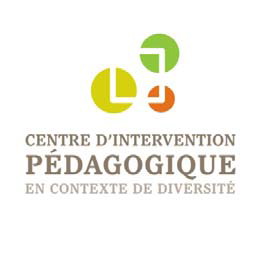 CENTRE D'INTERVENTION
PÉDAGOGIQUE
EN CONTEXTE DE DIVERSITÉ